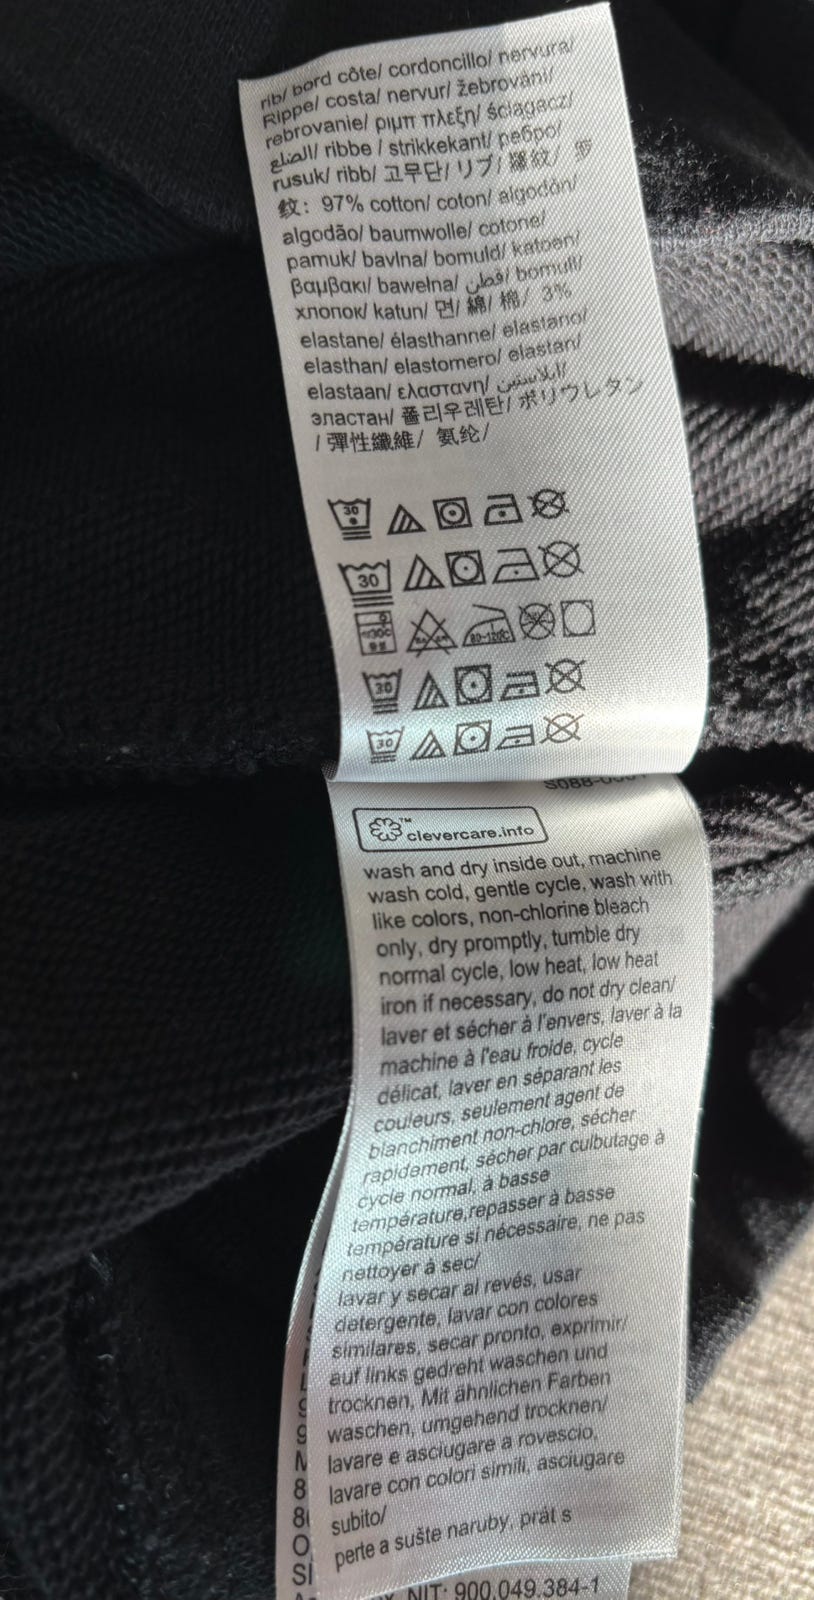 rib/ bord côte/ cordoncillo/ nervura/
Rippe/ costa/ nervur/ žebrování/
rebrovanie/ ριμπ πλεξη/ ściągacz/
الضلع/ ribbe / strikkekant/ ребро/
rusuk/ ribb/ 고무단/ リブ/ 羅紋/ 罗
纹: 97% cotton/ coton/ algodón/
algodão/ baumwolle/ cotone/
pamuk/ bavlna/ bomuld/ katoen/
βαμβακι/ bawełna/ قطن/ bomull/
хлопок/ katun/ 면/ 綿/ 棉/ 3%
elastane/ élasthanne/ elastano/
elasthan/ elastomero/ elastan/
elastaan/ ελαστανη/ ايلاستين/
эластан/ 폴리우레탄/ ポリウレタン
/ 彈性纖維/ 氨纶/
30
30
80~120℃
30
30
clevercare.info™
wash and dry inside out, machine
wash cold, gentle cycle, wash with
like colors, non-chlorine bleach
only, dry promptly, tumble dry
normal cycle, low heat, low heat
iron if necessary, do not dry clean/
laver et sécher à l'envers, laver à la
machine à l'eau froide, cycle
délicat, laver en séparant les
couleurs, seulement agent de
blanchiment non-chlore, sécher
rapidement, sécher par culbutage à
cycle normal, à basse
température,repasser à basse
température si nécessaire, ne pas
nettoyer à sec/
lavar y secar al revés, usar
detergente, lavar con colores
similares, secar pronto, exprimir/
auf links gedreht waschen und
trocknen, Mit ähnlichen Farben
waschen, umgehend trocknen/
lavare e asciugare a rovescio,
lavare con colori simili, asciugare
subito/
perte a sušte naruby, prát s
NIT: 900.049.384-1